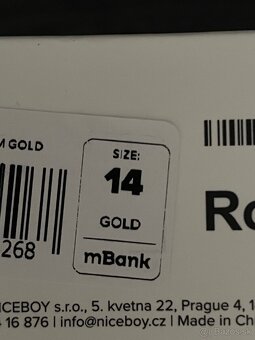 M GOLD
SIZE:
14
GOLD
mBank
268
Ro
NICEBOY s.r.o., 5. kvetna 22, Prague 4, 1
4 16 876 | info@niceboy.cz | Made in Ch